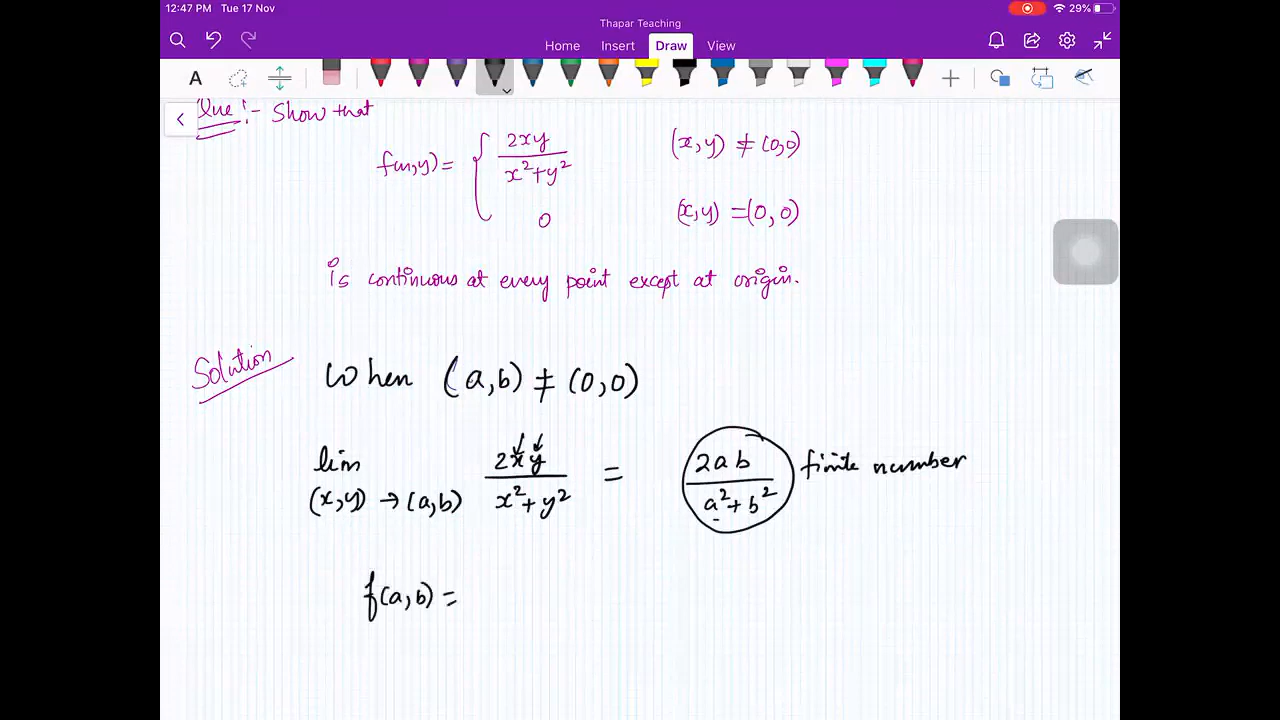 12:47 PM Tue 17 Nov 29%
Thapar Teaching
Home Insert Draw View
A
Que :- Show that
f(x,y) = { 2xy / x²+y² (x,y) ≠ (0,0)
0 (x,y) = (0,0)
is continuous at every point except at origin.
Solution When (a,b) ≠ (0,0)
lim (x,y) → (a,b) 2xy / x²+y² = 2ab / a²+b² finite number
f(a,b) =